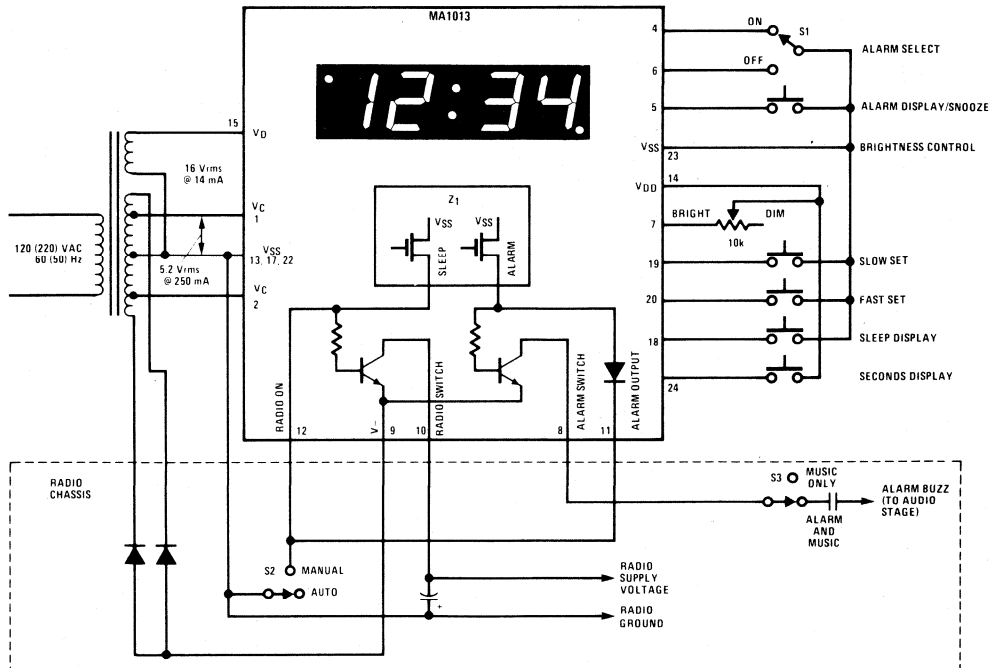 MA1013
12:34
4
ON
S1
ALARM SELECT
6
OFF
5
ALARM DISPLAY/SNOOZE
VSS
23
BRIGHTNESS CONTROL
VDD
14
7
BRIGHT
DIM
10k
19
SLOW SET
20
FAST SET
18
SLEEP DISPLAY
24
SECONDS DISPLAY
15
VD
16 Vrms
@ 14 mA
VC
1
120 (220) VAC
60 (50) Hz
VSS
13, 17, 22
5.2 Vrms
@ 250 mA
VC
2
Z1
VSS
VSS
SLEEP
ALARM
RADIO ON
12
V–
9
10
RADIO SWITCH
ALARM SWITCH
8
11
ALARM OUTPUT
RADIO
CHASSIS
S3
MUSIC
ONLY
ALARM
AND
MUSIC
ALARM BUZZ
(TO AUDIO
STAGE)
S2
MANUAL
AUTO
+
RADIO
SUPPLY
VOLTAGE
RADIO
GROUND